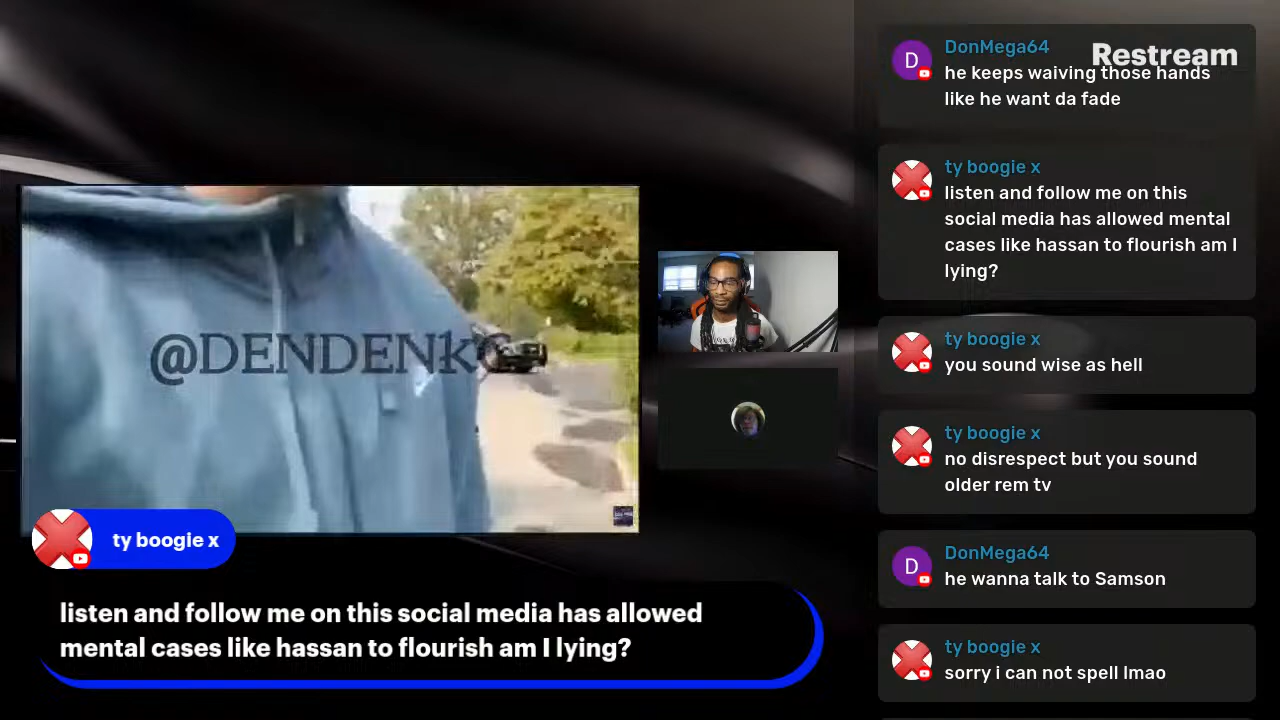 @DENDENK
ty boogie x
listen and follow me on this social media has allowed
mental cases like hassan to flourish am I lying?
Restream
D
DonMega64
he keeps waiving those hands
like he want da fade
ty boogie x
listen and follow me on this
social media has allowed mental
cases like hassan to flourish am I
lying?
ty boogie x
you sound wise as hell
ty boogie x
no disrespect but you sound
older rem tv
D
DonMega64
he wanna talk to Samson
ty boogie x
sorry i can not spell lmao